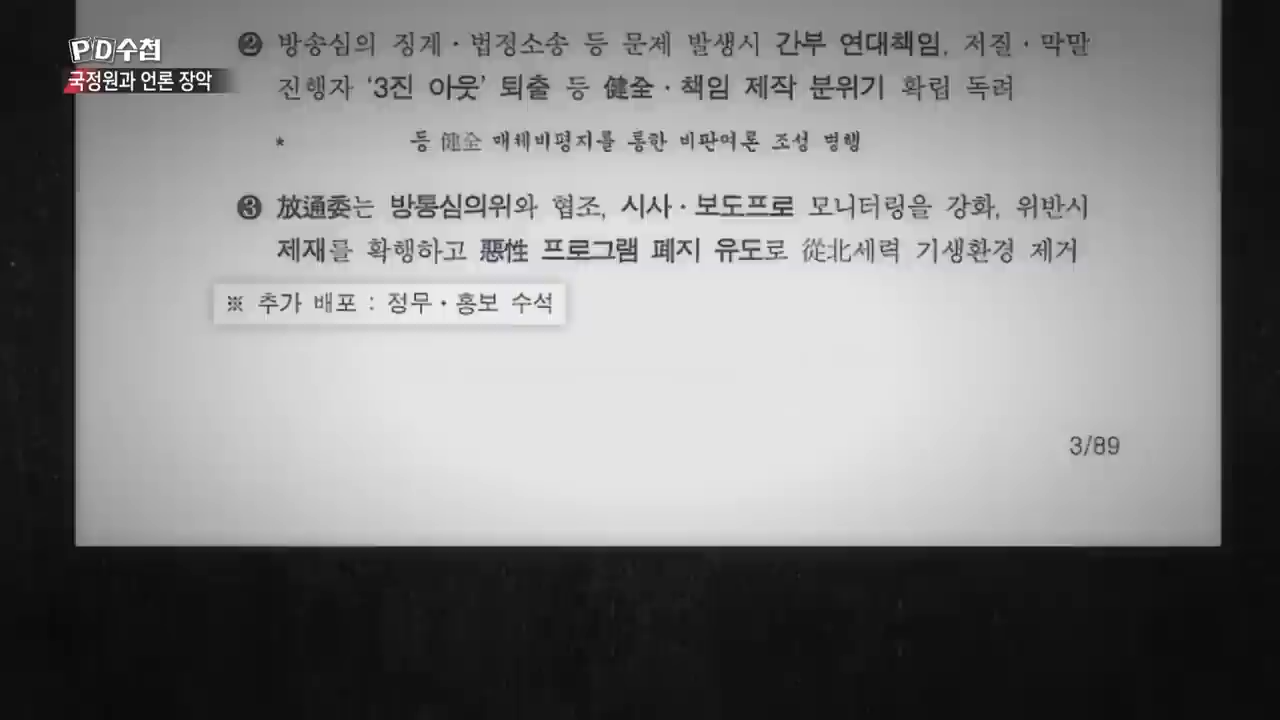 PD수첩
국정원과 언론 장악
❷ 방송심의 징계·법정소송 등 문제 발생시 간부 연대책임, 저질·막말
진행자 '3진 아웃' 퇴출 등 健全·책임 제작 분위기 확립 독려
* 등 健全 매체비평지를 통한 비판여론 조성 병행
❸ 放通委는 방통심의위와 협조, 시사·보도프로 모니터링을 강화, 위반시
제재를 확행하고 惡性 프로그램 폐지 유도로 從北세력 기생환경 제거
※ 추가 배포 : 정무·홍보 수석
3/89